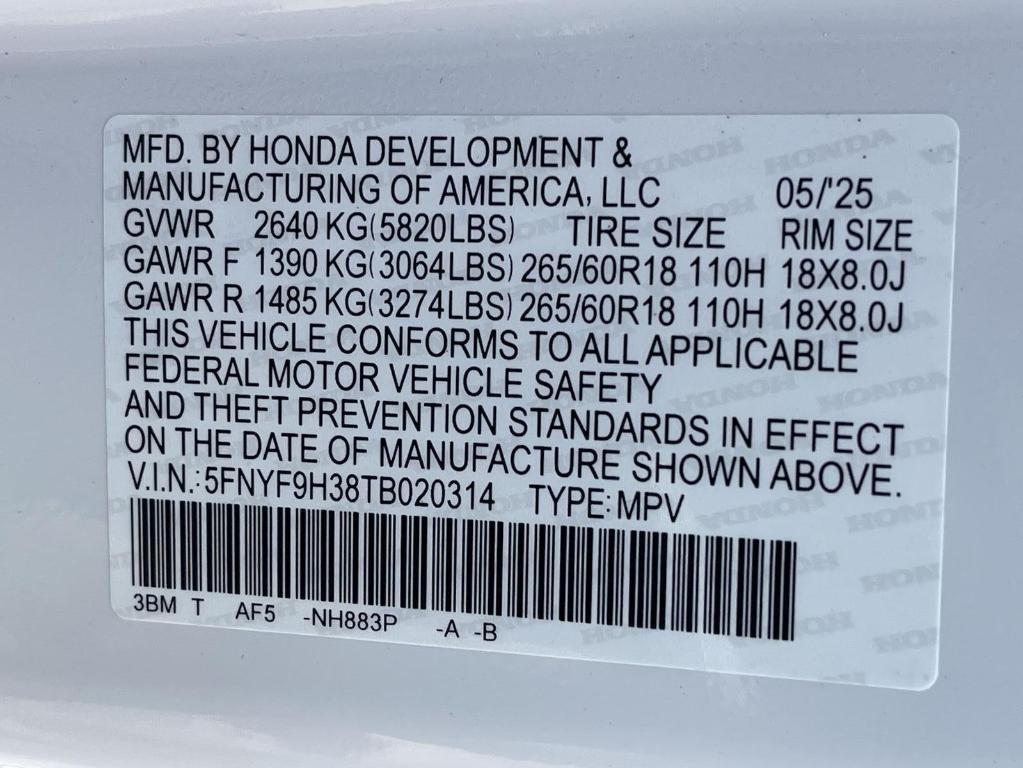 MFD. BY HONDA DEVELOPMENT &
MANUFACTURING OF AMERICA, LLC 05/'25
GVWR 2640 KG(5820LBS) TIRE SIZE RIM SIZE
GAWR F 1390 KG(3064LBS) 265/60R18 110H 18X8.0J
GAWR R 1485 KG(3274LBS) 265/60R18 110H 18X8.0J
THIS VEHICLE CONFORMS TO ALL APPLICABLE
FEDERAL MOTOR VEHICLE SAFETY
AND THEFT PREVENTION STANDARDS IN EFFECT
ON THE DATE OF MANUFACTURE SHOWN ABOVE.
V.I.N.:5FNYF9H38TB020314 TYPE:MPV
3BM T AF5 -NH883P -A -B